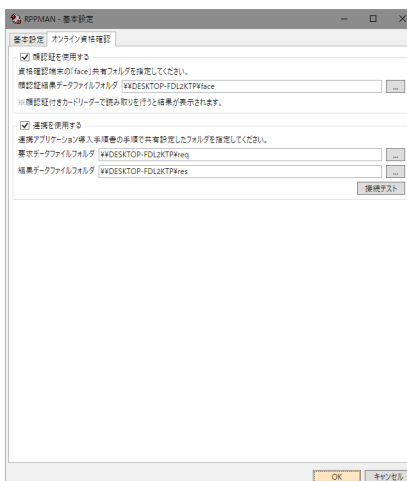 RPPMAN - 基本設定
基本設定 オンライン資格確認
顔認証を使用する
資格確認端末の「face」共有フォルダを指定してください。
顔認証結果データファイルフォルダ ¥¥DESKTOP-FDL2KTP¥face ...
※顔認証付きカードリーダーで読み取りを行うと結果が表示されます。
連携を使用する
連携アプリケーション導入手順書の手順で共有設定したフォルダを指定してください。
要求データファイルフォルダ ¥¥DESKTOP-FDL2KTP¥req ...
結果データファイルフォルダ ¥¥DESKTOP-FDL2KTP¥res ...
接続テスト
OK キャンセル